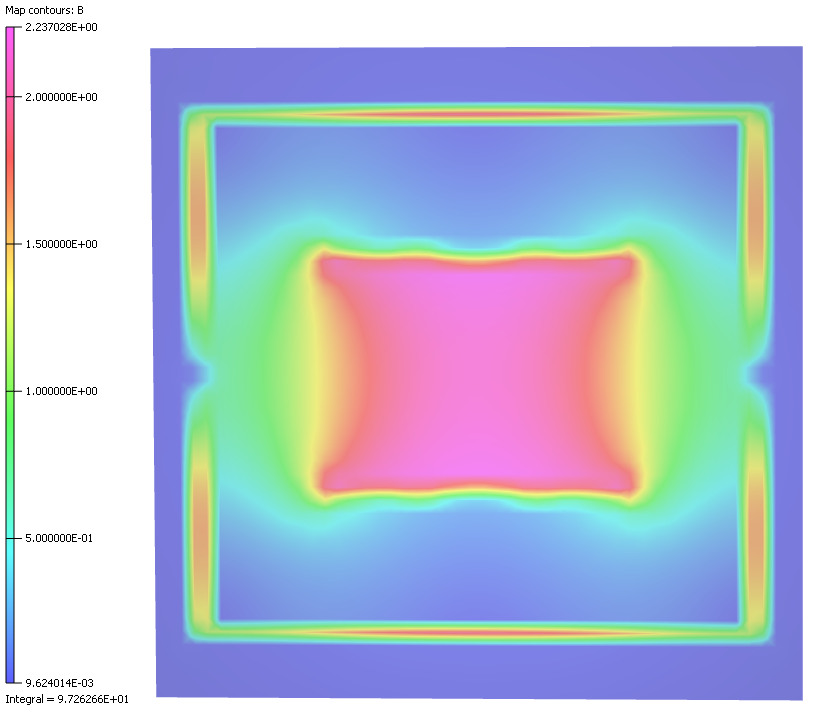 Map contours: B
2.237028E+00
2.000000E+00
1.500000E+00
1.000000E+00
5.000000E-01
9.624014E-03
Integral = 9.726266E+01